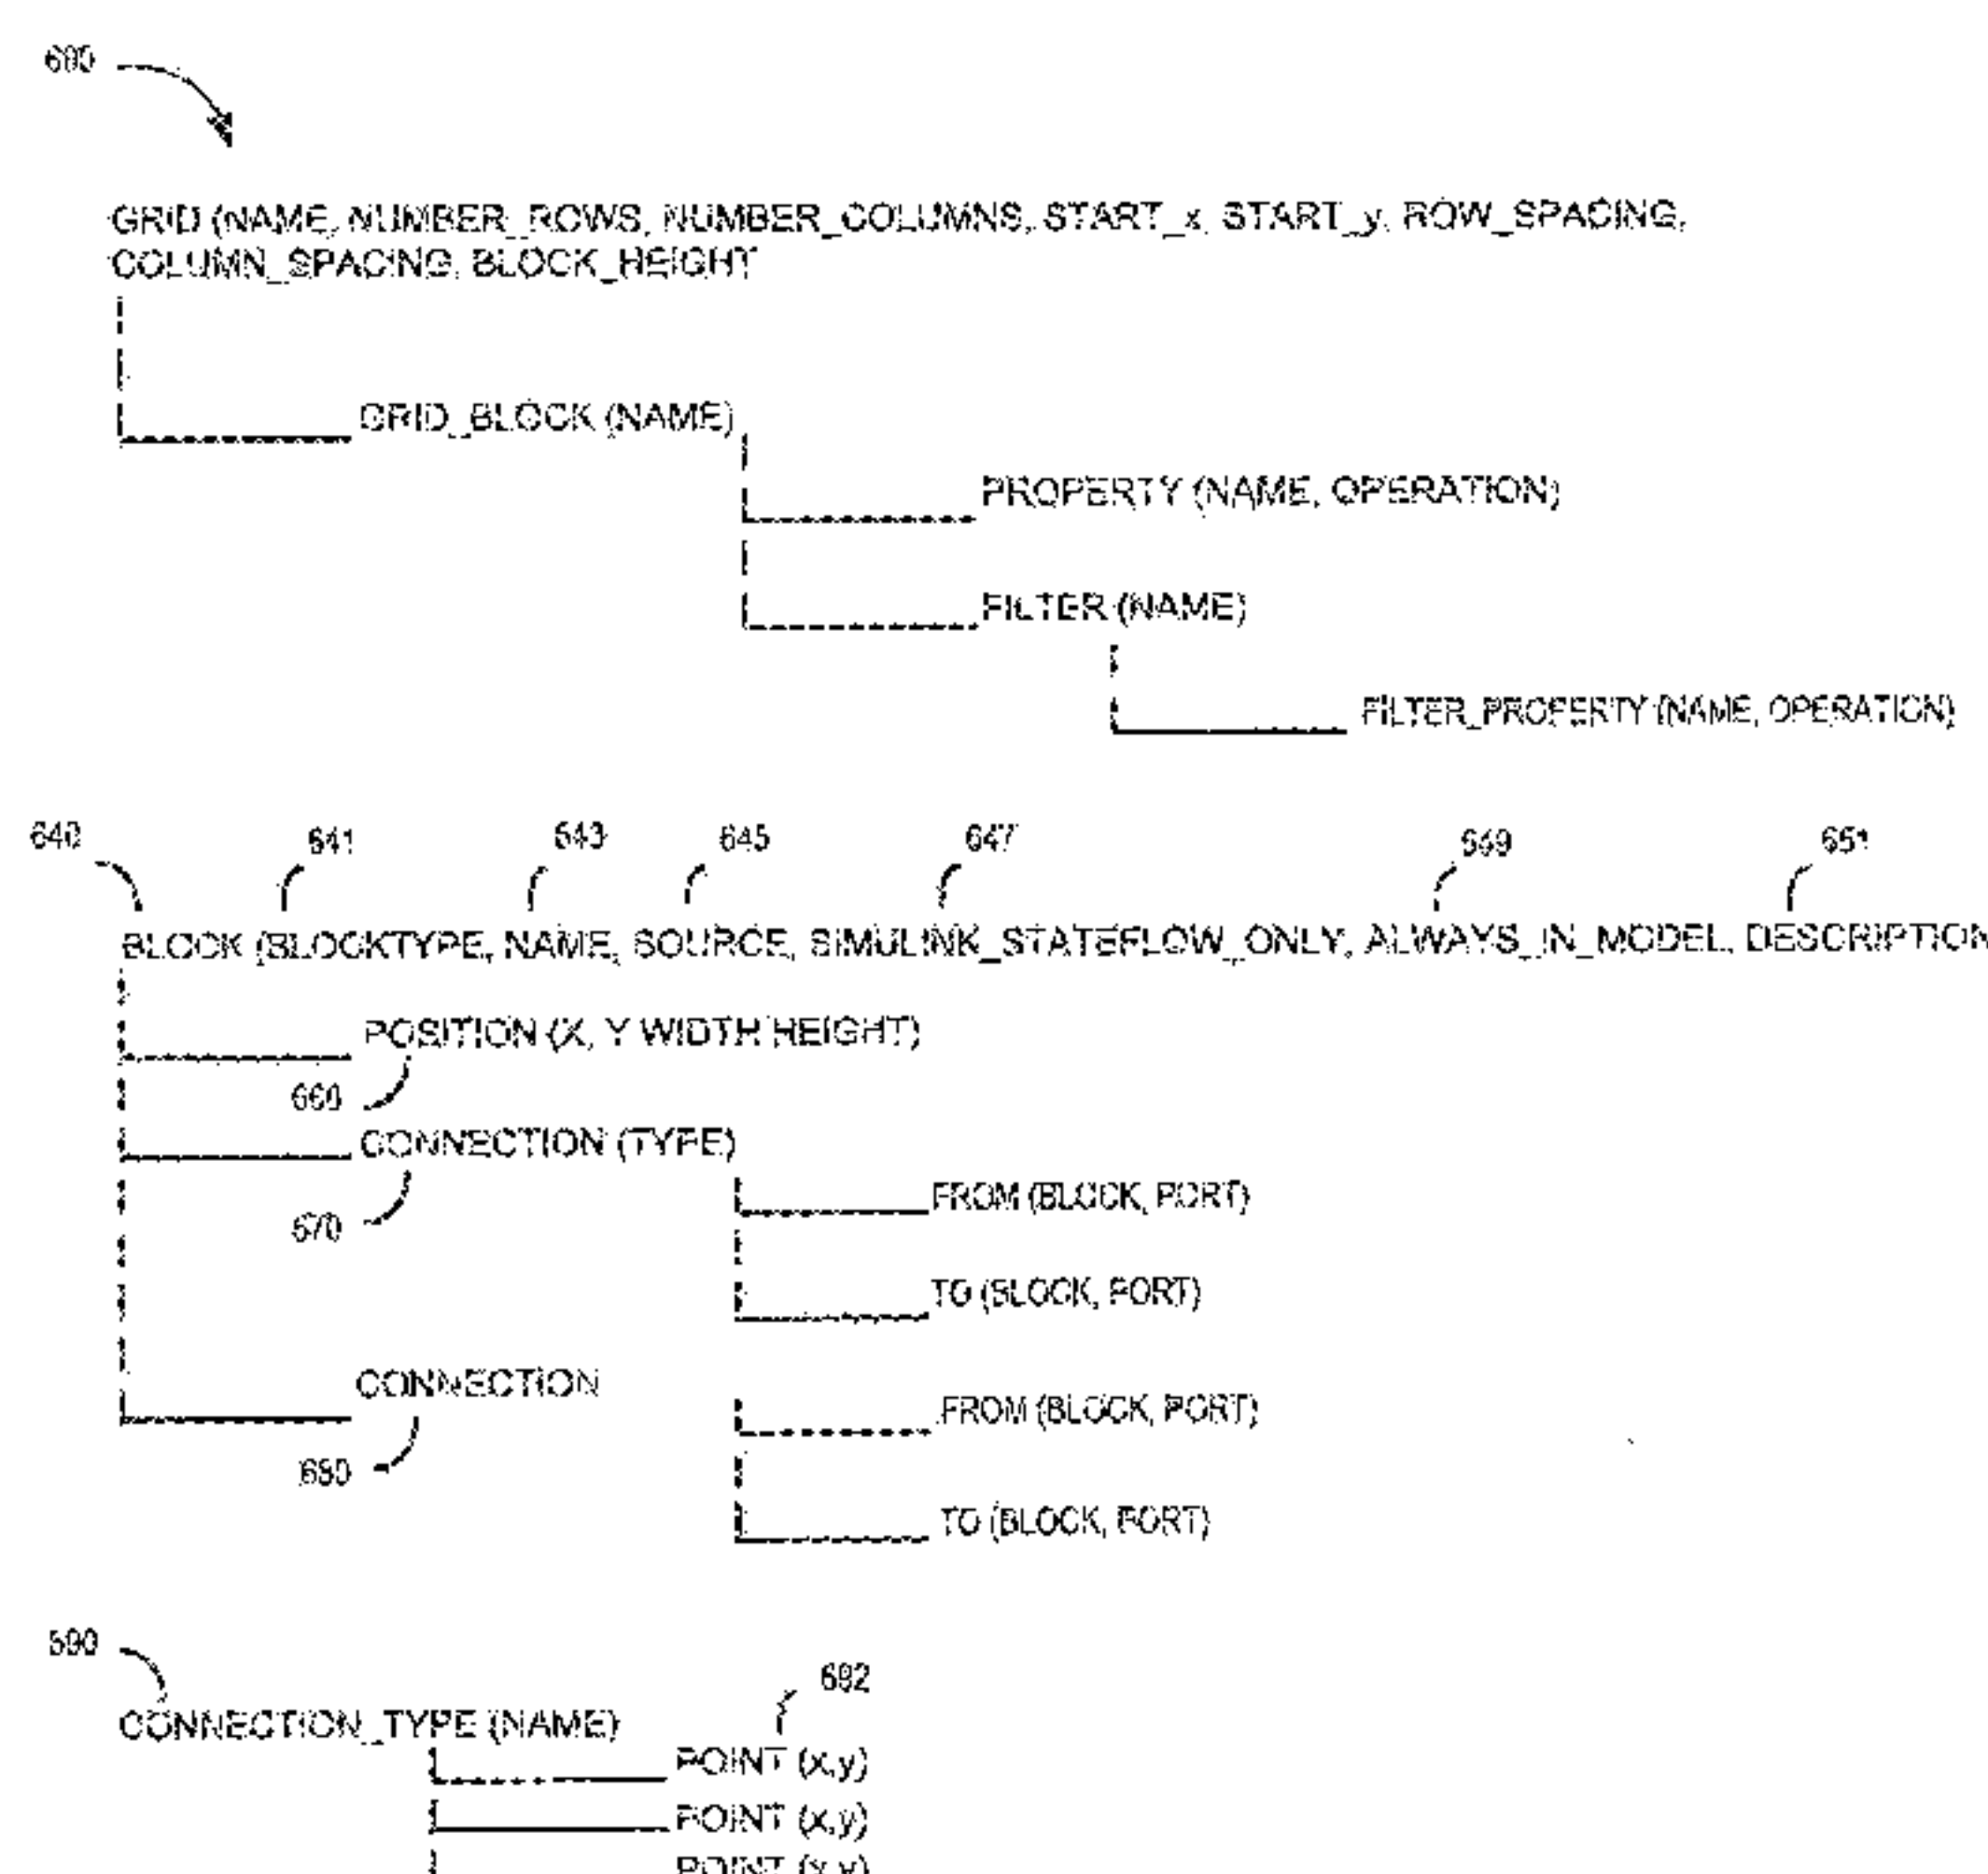 600
GRID (NAME, NUMBER_ROWS, NUMBER_COLUMNS, START_x, START_y, ROW_SPACING,
COLUMN_SPACING, BLOCK_HEIGHT
GRID_BLOCK (NAME)
PROPERTY (NAME, OPERATION)
FILTER (NAME)
FILTER_PROPERTY (NAME, OPERATION)
640 641 643 645 647 649 651
BLOCK (BLOCKTYPE, NAME, SOURCE, SIMULINK_STATEFLOW_ONLY, ALWAYS_IN_MODEL, DESCRIPTION
POSITION (X, Y WIDTH HEIGHT)
660
CONNECTION (TYPE)
FROM (BLOCK, PORT)
670
TO (BLOCK, PORT)
CONNECTION
FROM (BLOCK, PORT)
680
TO (BLOCK, PORT)
690
692
CONNECTION_TYPE (NAME)
POINT (x,y)
POINT (x,y)
POINT (x,y)